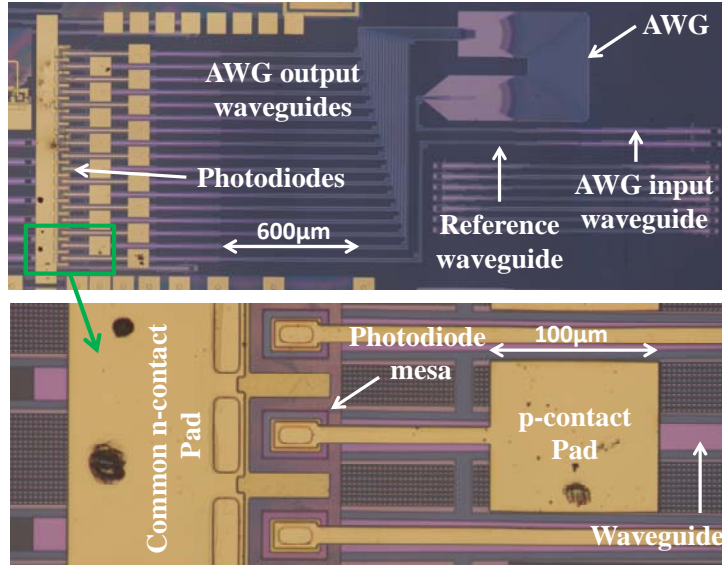 AWG
AWG output
waveguides
Photodiodes
600µm
Reference
waveguide
AWG input
waveguide
Common n-contact
Pad
Photodiode
mesa
100µm
p-contact
Pad
Waveguide